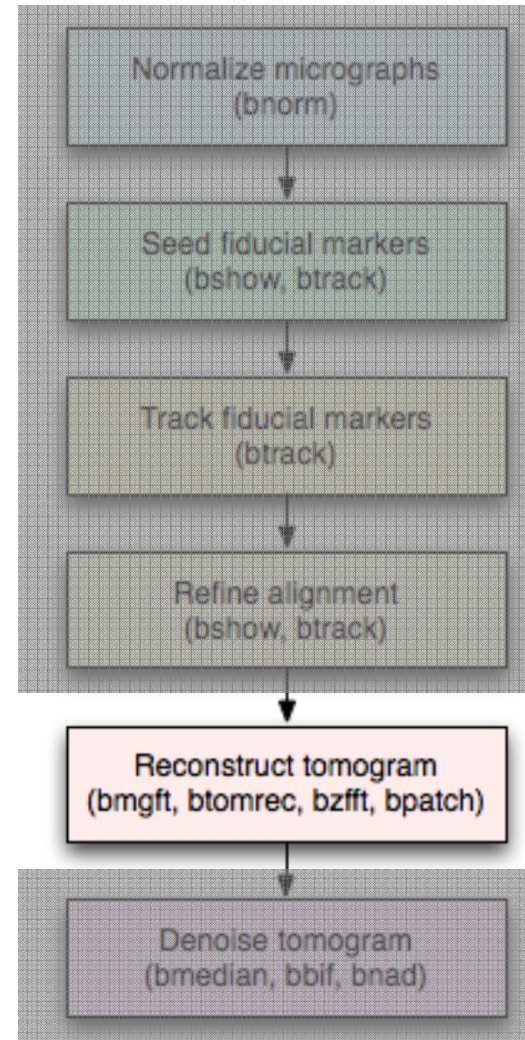 Normalize micrographs
(bnorm)
Seed fiducial markers
(bshow, btrack)
Track fiducial markers
(btrack)
Refine alignment
(bshow, btrack)
Reconstruct tomogram
(bmgft, btomrec, bzfft, bpatch)
Denoise tomogram
(bmedian, bbif, bnad)